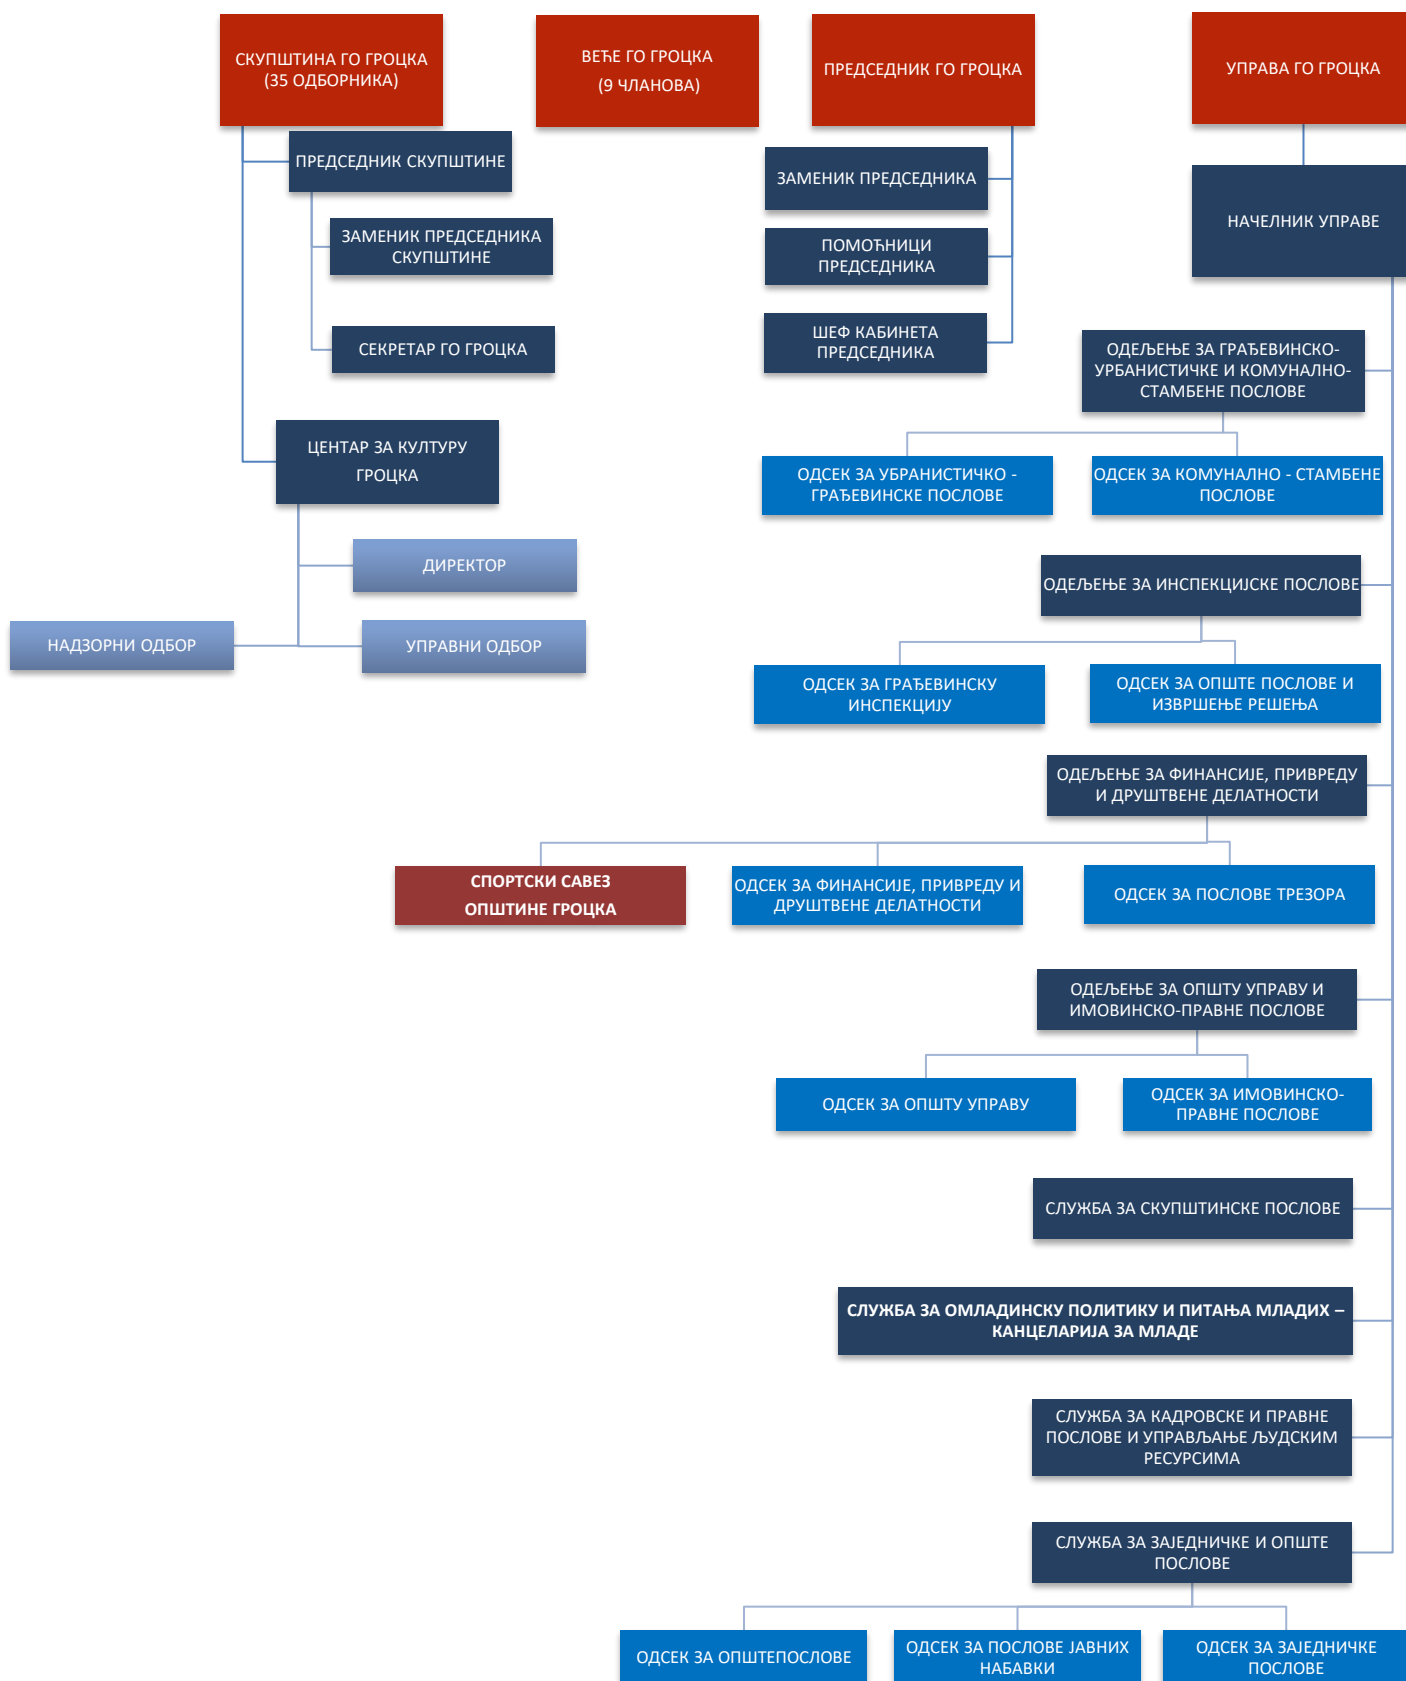 СКУПШТИНА ГО ГРОЦКА
(35 ОДБОРНИКА)
ВЕЋЕ ГО ГРОЦКА
(9 ЧЛАНОВА)
ПРЕДСЕДНИК ГО ГРОЦКА
УПРАВА ГО ГРОЦКА
ПРЕДСЕДНИК СКУПШТИНЕ
ЗАМЕНИК ПРЕДСЕДНИКА
СКУПШТИНЕ
СЕКРЕТАР ГО ГРОЦКА
ЦЕНТАР ЗА КУЛТУРУ
ГРОЦКА
ДИРЕКТОР
НАДЗОРНИ ОДБОР
УПРАВНИ ОДБОР
ЗАМЕНИК ПРЕДСЕДНИКА
ПОМОЋНИЦИ
ПРЕДСЕДНИКА
ШЕФ КАБИНЕТА
ПРЕДСЕДНИКА
НАЧЕЛНИК УПРАВЕ
ОДЕЉЕЊЕ ЗА ГРАЂЕВИНСКО-
УРБАНИСТИЧКЕ И КОМУНАЛНО-
СТАМБЕНЕ ПОСЛОВЕ
ОДСЕК ЗА УБРАНИСТИЧКО -
ГРАЂЕВИНСКЕ ПОСЛОВЕ
ОДСЕК ЗА КОМУНАЛНО - СТАМБЕНЕ
ПОСЛОВЕ
ОДЕЉЕЊЕ ЗА ИНСПЕКЦИЈСКЕ ПОСЛОВЕ
ОДСЕК ЗА ГРАЂЕВИНСКУ
ИНСПЕКЦИЈУ
ОДСЕК ЗА ОПШТЕ ПОСЛОВЕ И
ИЗВРШЕЊЕ РЕШЕЊА
ОДЕЉЕЊЕ ЗА ФИНАНСИЈЕ, ПРИВРЕДУ
И ДРУШТВЕНЕ ДЕЛАТНОСТИ
СПОРТСКИ САВЕЗ
ОПШТИНЕ ГРОЦКА
ОДСЕК ЗА ФИНАНСИЈЕ, ПРИВРЕДУ И
ДРУШТВЕНЕ ДЕЛАТНОСТИ
ОДСЕК ЗА ПОСЛОВЕ ТРЕЗОРА
ОДЕЉЕЊЕ ЗА ОПШТУ УПРАВУ И
ИМОВИНСКО-ПРАВНЕ ПОСЛОВЕ
ОДСЕК ЗА ОПШТУ УПРАВУ
ОДСЕК ЗА ИМОВИНСКО-
ПРАВНЕ ПОСЛОВЕ
СЛУЖБА ЗА СКУПШТИНСКЕ ПОСЛОВЕ
СЛУЖБА ЗА ОМЛАДИНСКУ ПОЛИТИКУ И ПИТАЊА МЛАДИХ –
КАНЦЕЛАРИЈА ЗА МЛАДЕ
СЛУЖБА ЗА КАДРОВСКЕ И ПРАВНЕ
ПОСЛОВЕ И УПРАВЉАЊЕ ЉУДСКИМ
РЕСУРСИМА
СЛУЖБА ЗА ЗАЈЕДНИЧКЕ И ОПШТЕ
ПОСЛОВЕ
ОДСЕК ЗА ОПШТЕПОСЛОВЕ
ОДСЕК ЗА ПОСЛОВЕ ЈАВНИХ
НАБАВКИ
ОДСЕК ЗА ЗАЈЕДНИЧКЕ
ПОСЛОВЕ